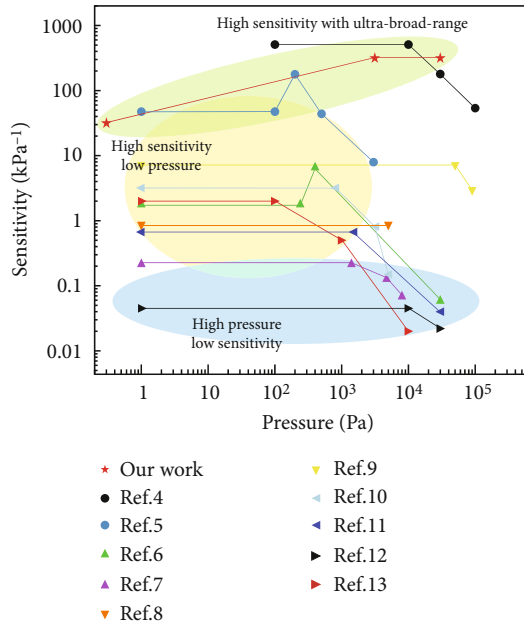 High sensitivity with ultra-broad-range
1000
100
10
1
0.1
0.01
Sensitivity (kPa⁻¹)
High sensitivity
low pressure
High pressure
low sensitivity
1 10 10² 10³ 10⁴ 10⁵
Pressure (Pa)
Our work
Ref.4
Ref.5
Ref.6
Ref.7
Ref.8
Ref.9
Ref.10
Ref.11
Ref.12
Ref.13